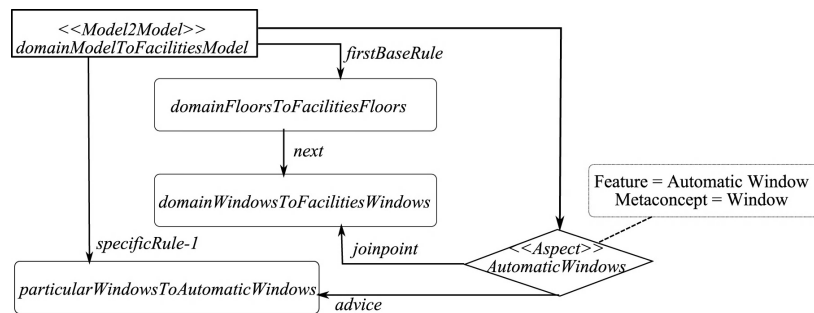 <<Model2Model>>
domainModelToFacilitiesModel
firstBaseRule
domainFloorsToFacilitiesFloors
next
Feature = Automatic Window
Metaconcept = Window
domainWindowsToFacilitiesWindows
specificRule-1
joinpoint
<<Aspect>>
AutomaticWindows
particularWindowsToAutomaticWindows
advice